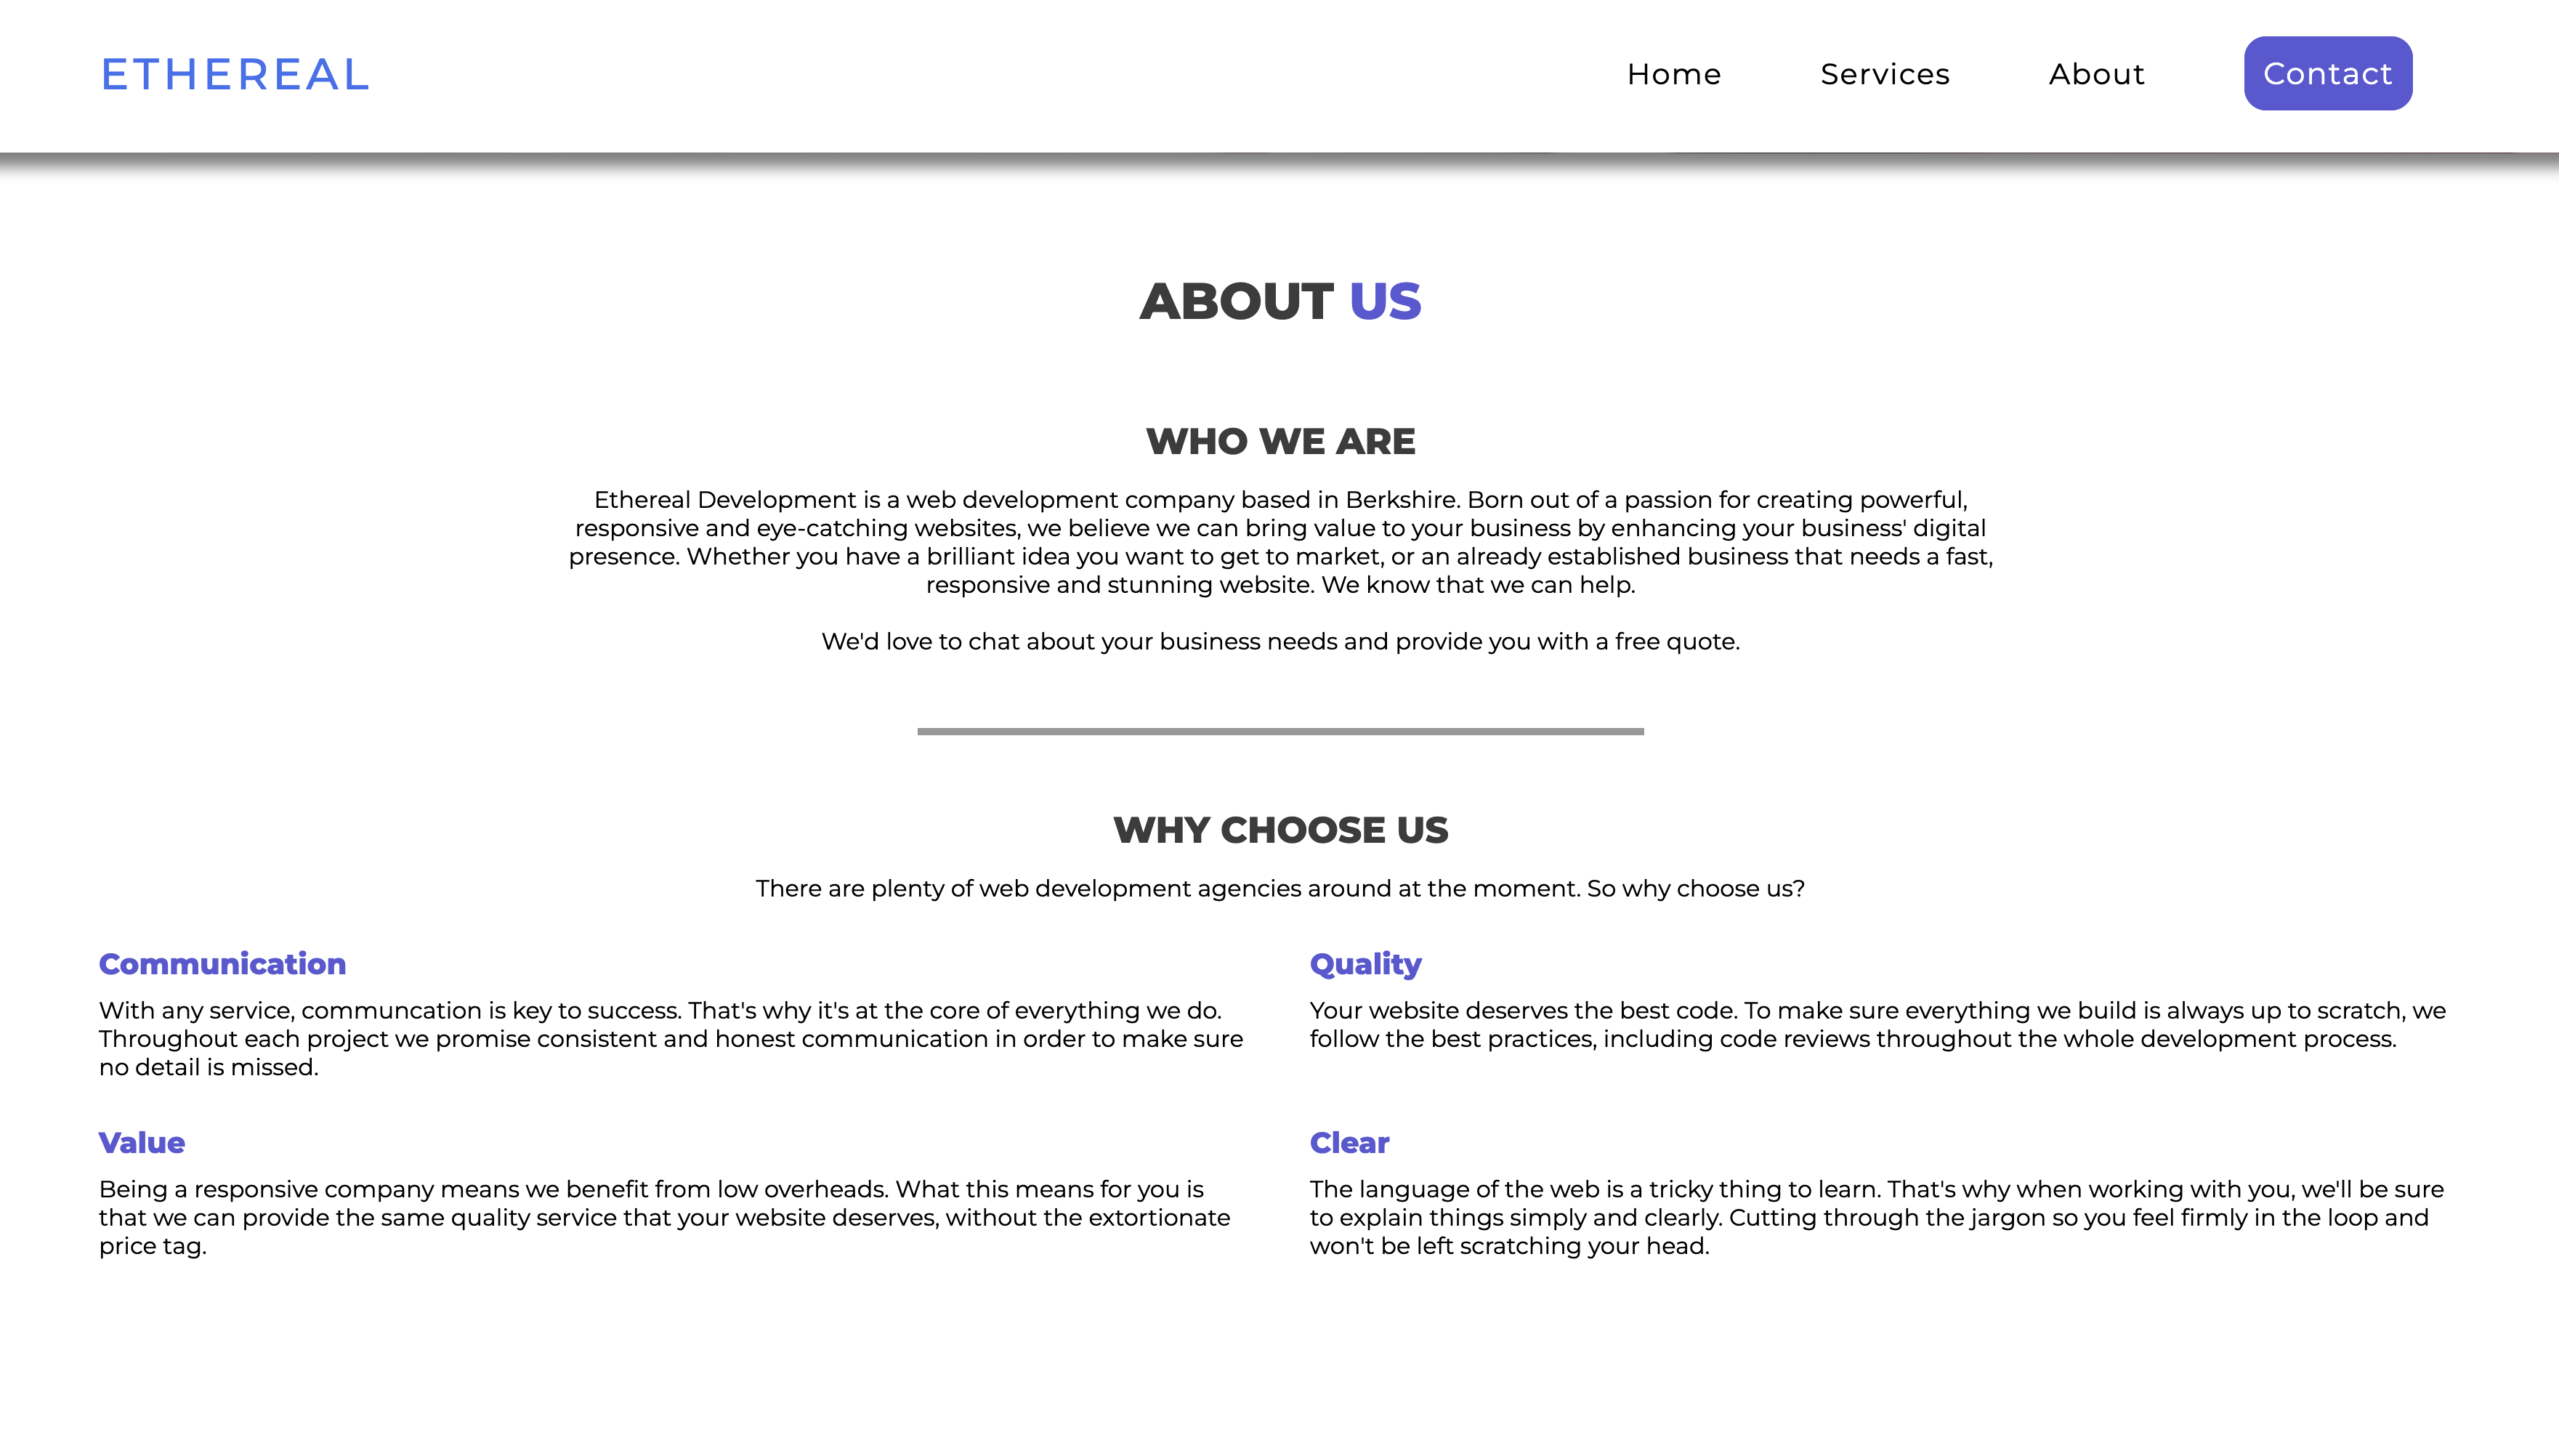 ETHEREAL
Home
Services
About
Contact
ABOUT US
WHO WE ARE
Ethereal Development is a web development company based in Berkshire. Born out of a passion for creating powerful,
responsive and eye-catching websites, we believe we can bring value to your business by enhancing your business' digital
presence. Whether you have a brilliant idea you want to get to market, or an already established business that needs a fast,
responsive and stunning website. We know that we can help.
We'd love to chat about your business needs and provide you with a free quote.
WHY CHOOSE US
There are plenty of web development agencies around at the moment. So why choose us?
Communication
With any service, communcation is key to success. That's why it's at the core of everything we do.
Throughout each project we promise consistent and honest communication in order to make sure
no detail is missed.
Quality
Your website deserves the best code. To make sure everything we build is always up to scratch, we
follow the best practices, including code reviews throughout the whole development process.
Value
Being a responsive company means we benefit from low overheads. What this means for you is
that we can provide the same quality service that your website deserves, without the extortionate
price tag.
Clear
The language of the web is a tricky thing to learn. That's why when working with you, we'll be sure
to explain things simply and clearly. Cutting through the jargon so you feel firmly in the loop and
won't be left scratching your head.